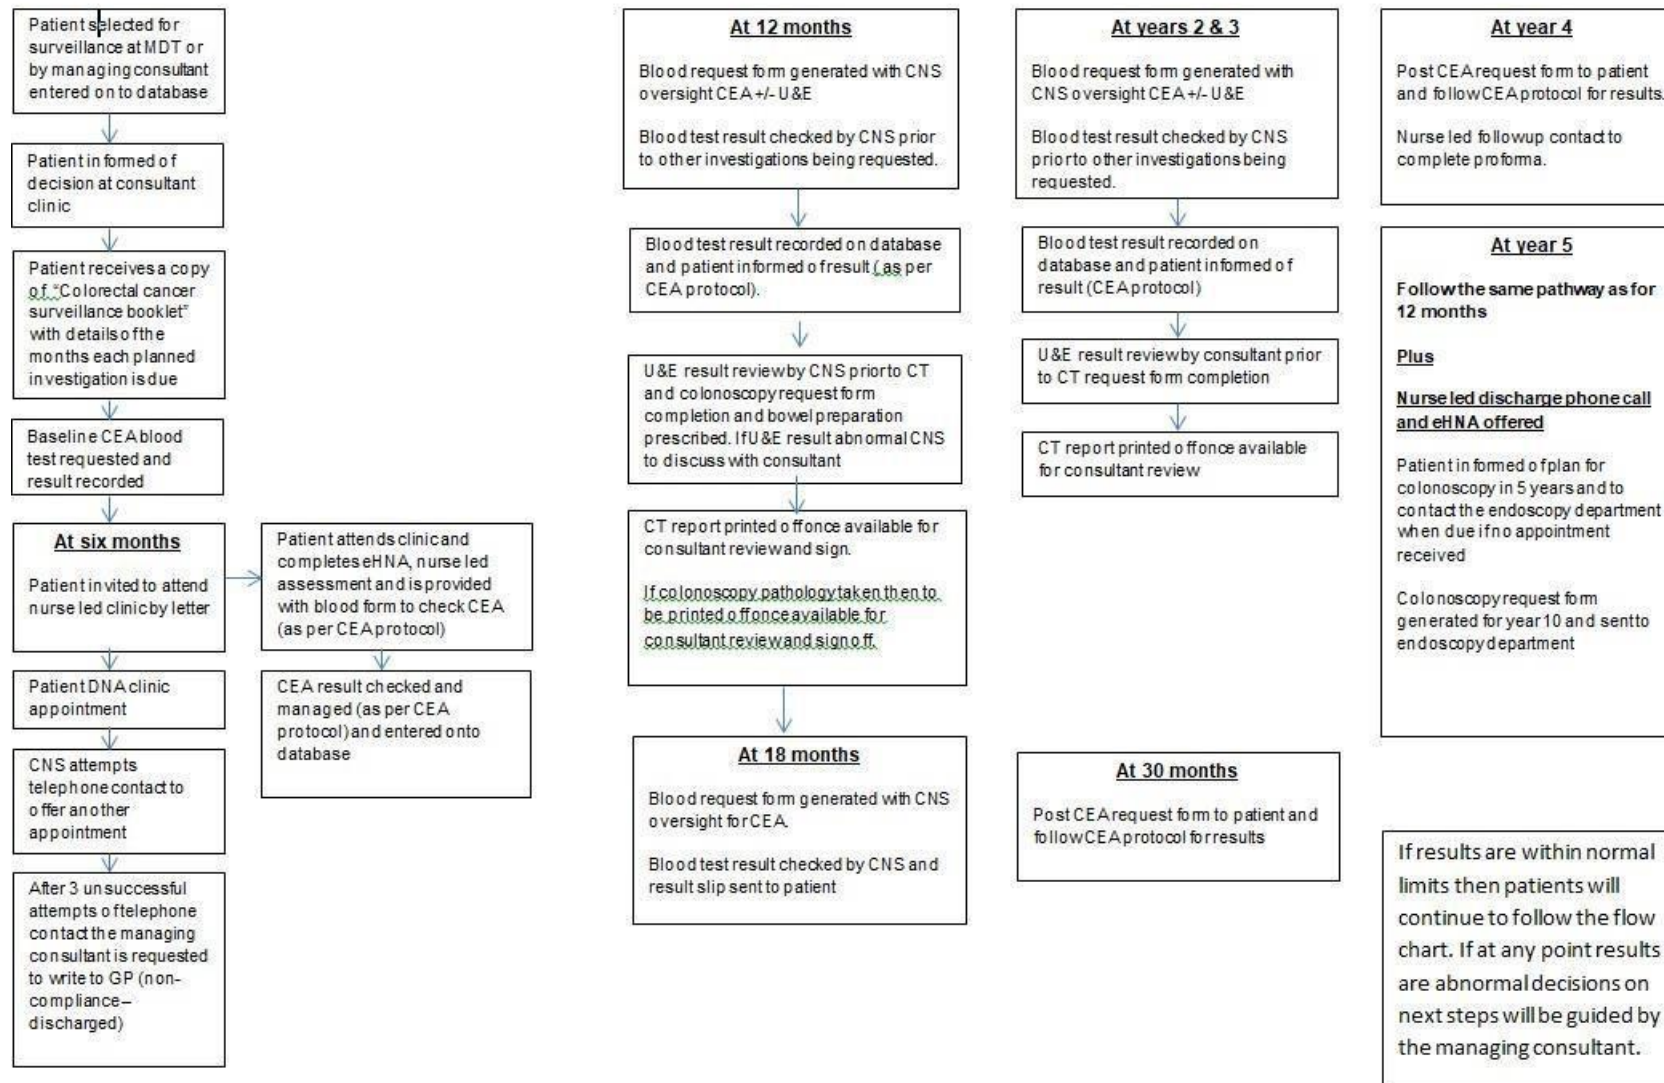 Patient selected for
surveillance at MDT or
by managing consultant
entered on to database
Patient informed of
decision at consultant
clinic
Patient receives a copy
of "Colorectal cancer
surveillance booklet"
with details of the
months each planned
investigation is due
Baseline CEA blood
test requested and
result recorded
At six months
Patient invited to attend
nurse led clinic by letter
Patient DNA clinic
appointment
CNS attempts
telephone contact to
offer another
appointment
After 3 unsuccessful
attempts of telephone
contact the managing
consultant is requested
to write to GP (non-
compliance –
discharged)
Patient attends clinic and
completes eHNA, nurse led
assessment and is provided
with blood form to check CEA
(as per CEA protocol)
CEA result checked and
managed (as per CEA
protocol) and entered onto
database
At 12 months
Blood request form generated with CNS
oversight CEA +/- U&E
Blood test result checked by CNS prior
to other investigations being requested.
Blood test result recorded on database
and patient informed of result ( as per
CEA protocol).
U&E result review by CNS prior to CT
and colonoscopy request form
completion and bowel preparation
prescribed. If U&E result abnormal CNS
to discuss with consultant
CT report printed off once available for
consultant review and sign.
If colonoscopy pathology taken then to
be printed off once available for
consultant review and sign off.
At 18 months
Blood request form generated with CNS
oversight for CEA.
Blood test result checked by CNS and
result slip sent to patient
At years 2 & 3
Blood request form generated with
CNS oversight CEA +/- U&E
Blood test result checked by CNS
prior to other investigations being
requested.
Blood test result recorded on
database and patient informed of
result (CEA protocol)
U&E result review by consultant prior
to CT request form completion
CT report printed off once available
for consultant review
At 30 months
Post CEA request form to patient and
follow CEA protocol for results
At year 4
Post CEA request form to patient
and follow CEA protocol for results.
Nurse led follow up contact to
complete proforma.
At year 5
Follow the same pathway as for
12 months
Plus
Nurse led discharge phone call
and eHNA offered
Patient informed of plan for
colonoscopy in 5 years and to
contact the endoscopy department
when due if no appointment
received
Colonoscopy request form
generated for year 10 and sent to
endoscopy department
If results are within normal
limits then patients will
continue to follow the flow
chart. If at any point results
are abnormal decisions on
next steps will be guided by
the managing consultant.